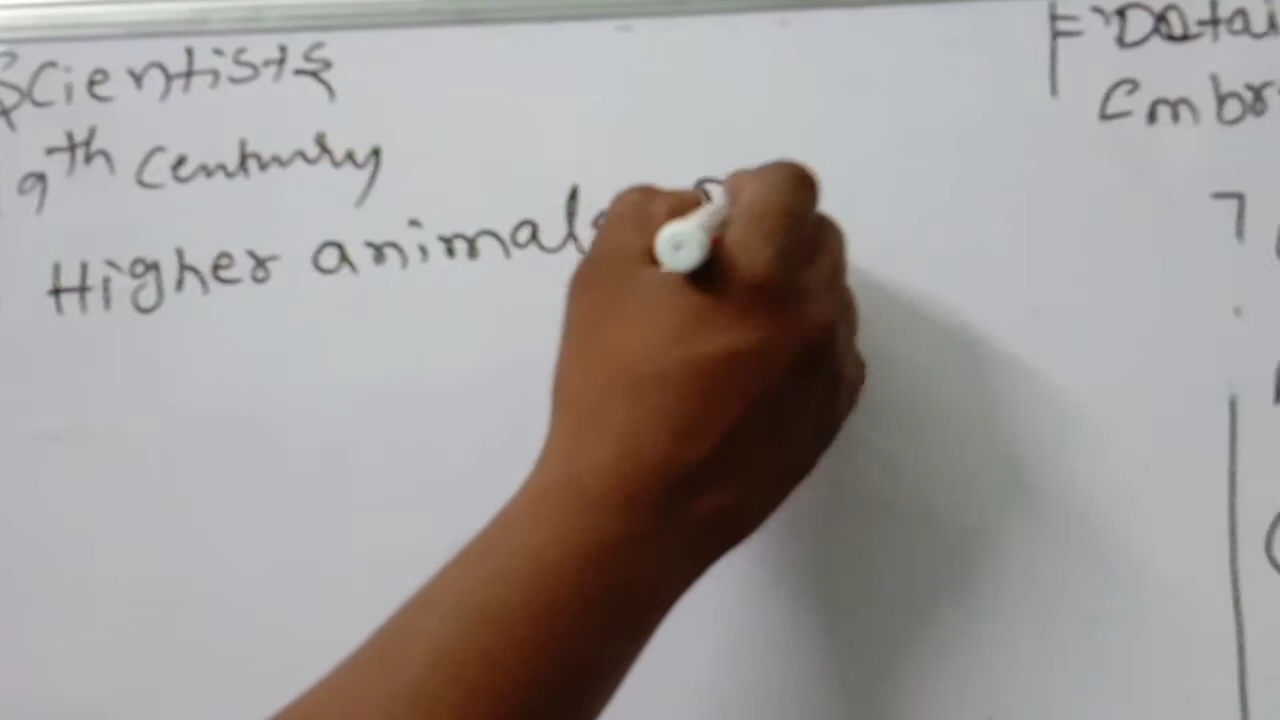 Scientists
9th century
Higher animals
Detai
Embr
7